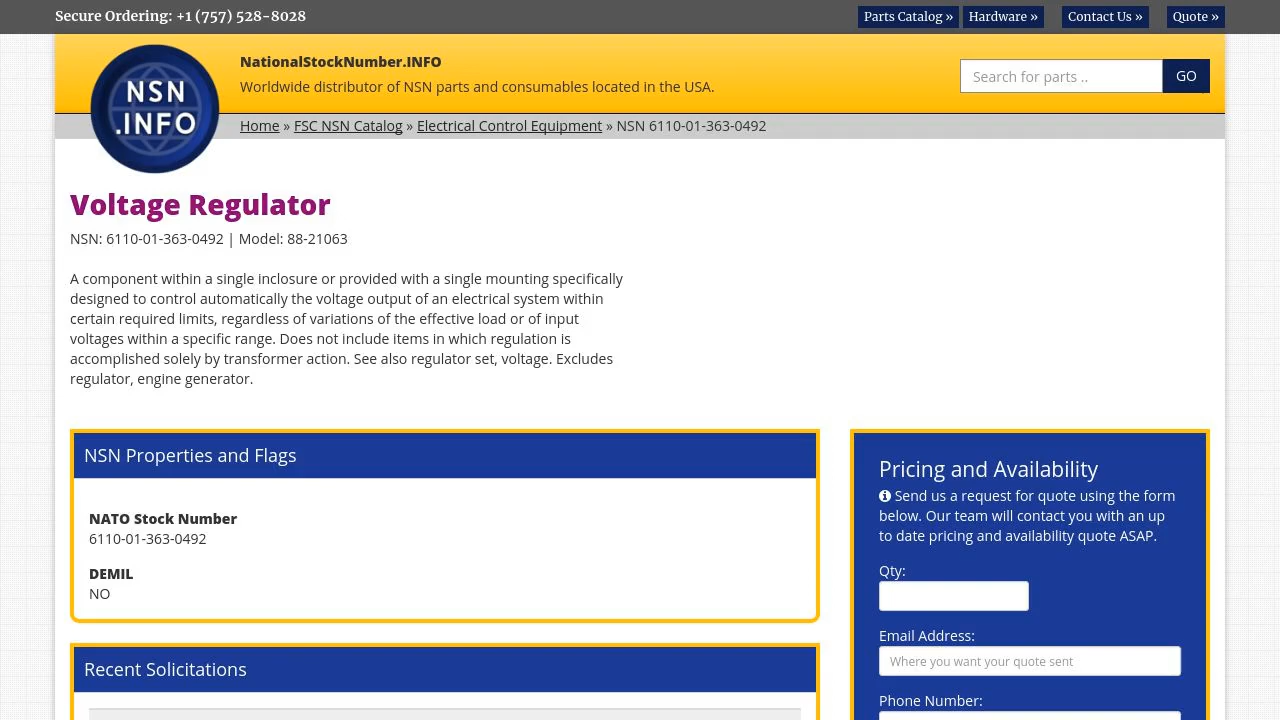 Secure Ordering: +1 (757) 528-8028
Parts Catalog »
Hardware »
Contact Us »
Quote »
NSN
.INFO
NationalStockNumber.INFO
Worldwide distributor of NSN parts and consumables located in the USA.
Search for parts ..
GO
Home » FSC NSN Catalog » Electrical Control Equipment » NSN 6110-01-363-0492
Voltage Regulator
NSN: 6110-01-363-0492 | Model: 88-21063
A component within a single inclosure or provided with a single mounting specifically
designed to control automatically the voltage output of an electrical system within
certain required limits, regardless of variations of the effective load or of input
voltages within a specific range. Does not include items in which regulation is
accomplished solely by transformer action. See also regulator set, voltage. Excludes
regulator, engine generator.
NSN Properties and Flags
NATO Stock Number
6110-01-363-0492
DEMIL
NO
Recent Solicitations
Pricing and Availability
Send us a request for quote using the form
below. Our team will contact you with an up
to date pricing and availability quote ASAP.
Qty:
Email Address:
Where you want your quote sent
Phone Number: